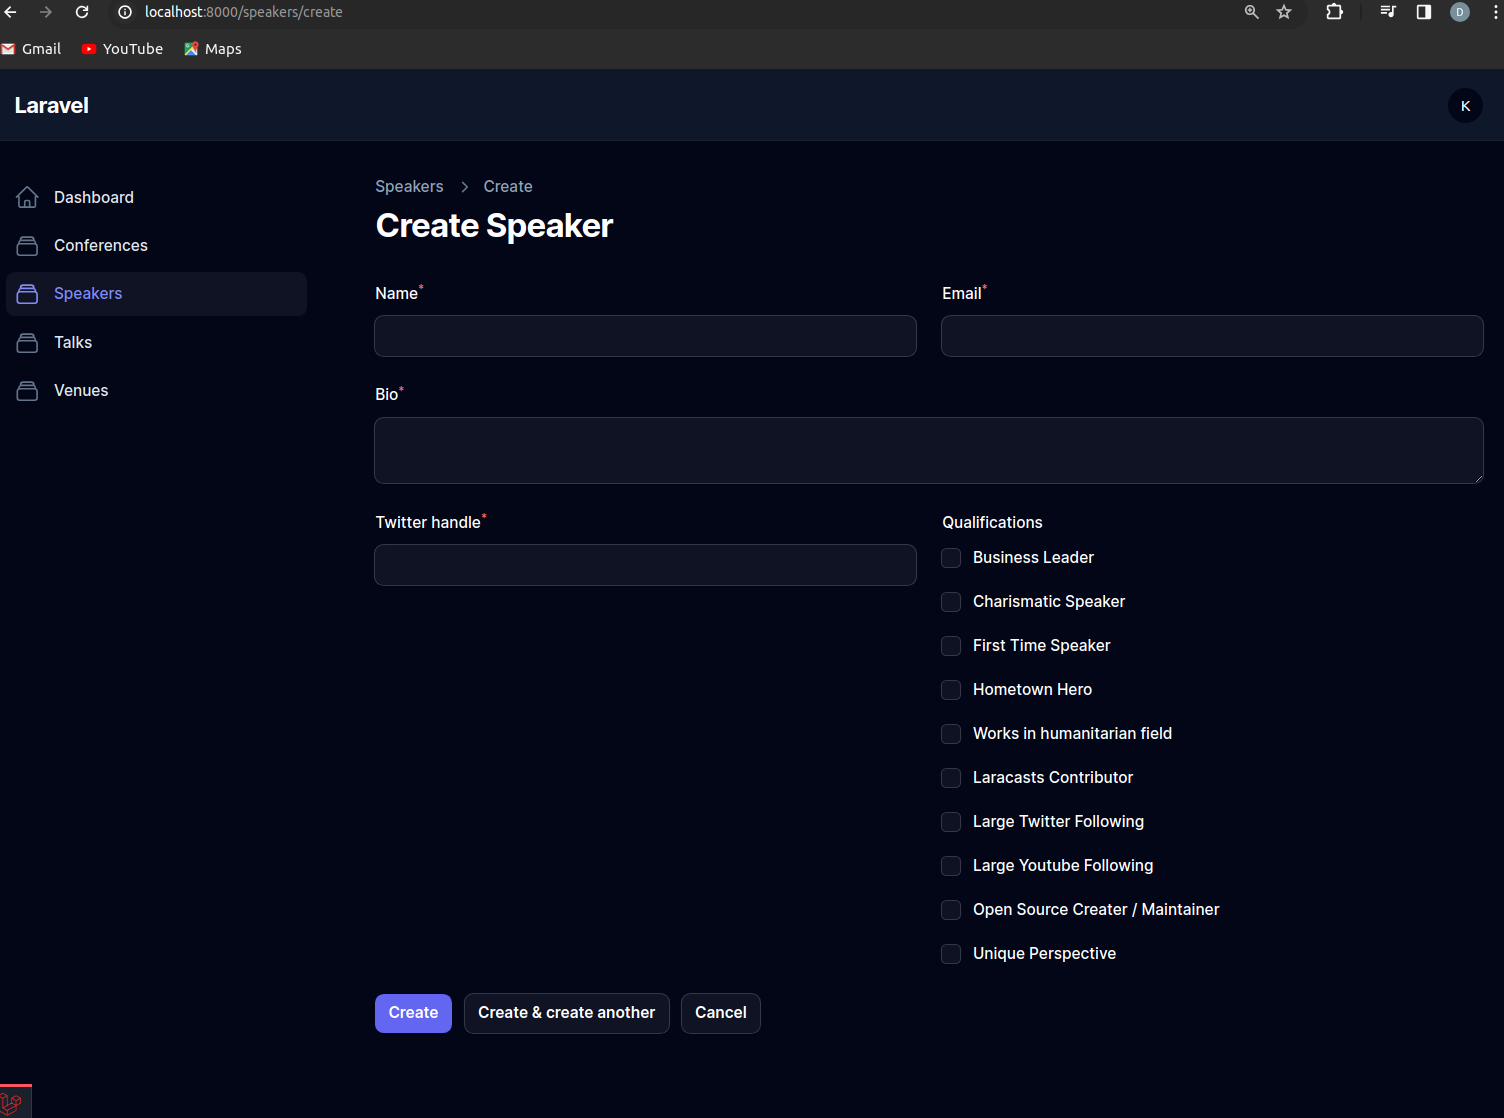 localhost:8000/speakers/create
D
Gmail YouTube Maps
Laravel
K
Dashboard
Conferences
Speakers
Talks
Venues
Speakers > Create
Create Speaker
Name* Email*
Bio*
Twitter handle* Qualifications
Business Leader
Charismatic Speaker
First Time Speaker
Hometown Hero
Works in humanitarian field
Laracasts Contributor
Large Twitter Following
Large Youtube Following
Open Source Creater / Maintainer
Unique Perspective
Create Create & create another Cancel